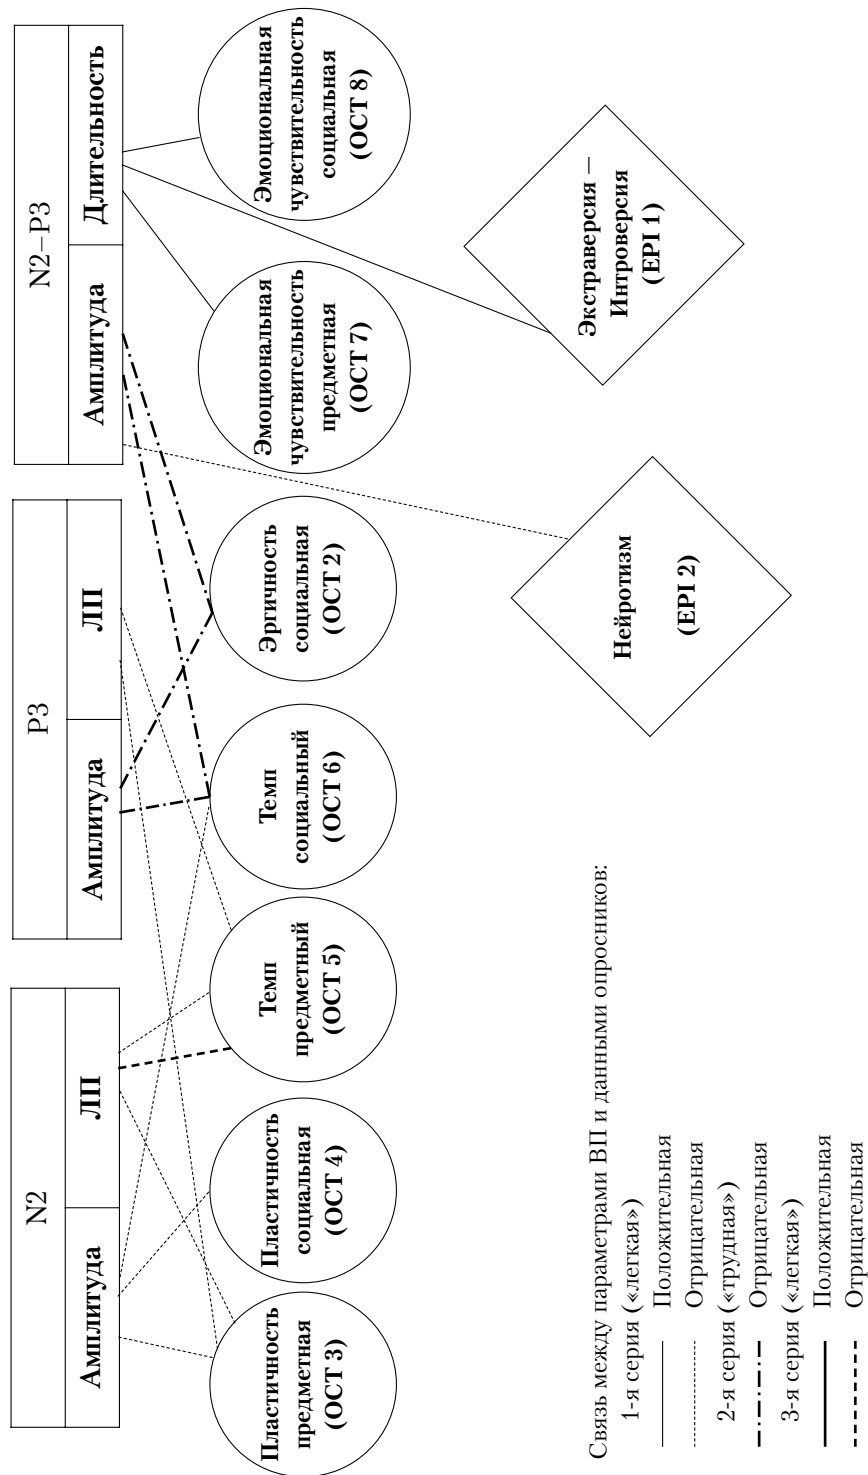 N2
Амплитуда
ЛП
P3
Амплитуда
ЛП
N2–P3
Амплитуда
Длительность
Пластичность
предметная
(ОСТ 3)
Пластичность
социальная
(ОСТ 4)
Темп
предметный
(ОСТ 5)
Темп
социальный
(ОСТ 6)
Эргичность
социальная
(ОСТ 2)
Эмоциональная
чувствительность
предметная
(ОСТ 7)
Эмоциональная
чувствительность
социальная
(ОСТ 8)
Нейротизм
(EPI 2)
Экстраверсия —
Интроверсия
(EPI 1)
Связь между параметрами ВП и данными опросников:
1-я серия («легкая»)
Положительная
Отрицательная
2-я серия («трудная»)
Отрицательная
3-я серия («легкая»)
Положительная
Отрицательная